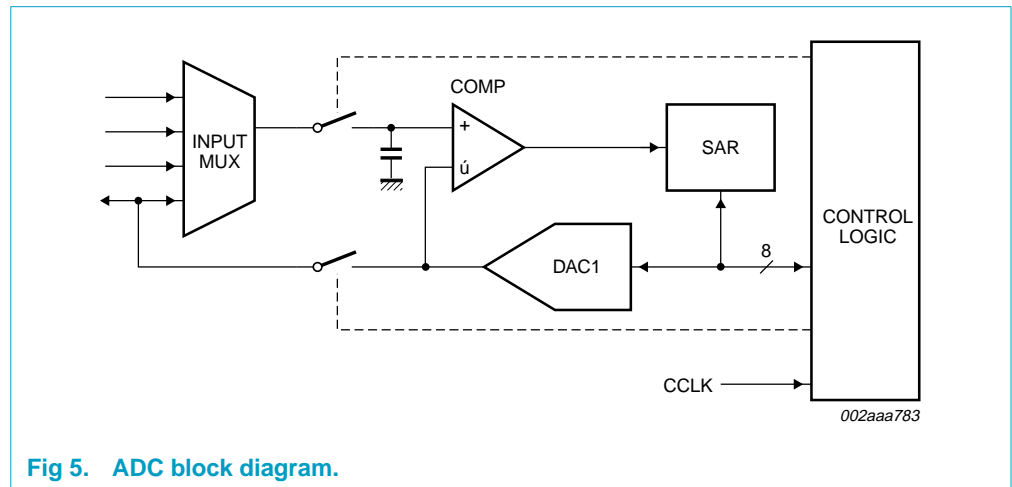 COMP
+
ú
INPUT
MUX
SAR
CONTROL
LOGIC
DAC1
8
CCLK
002aaa783
Fig 5. ADC block diagram.